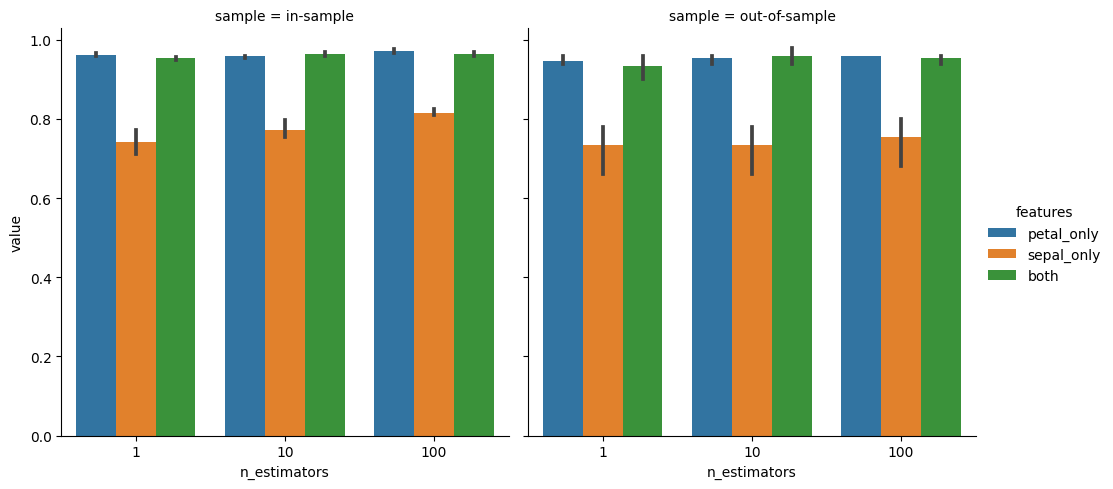 sample = in-sample
sample = out-of-sample
1.0
0.8
0.6
0.4
0.2
0.0
value
1
10
100
n_estimators
1
10
100
n_estimators
features
petal_only
sepal_only
both